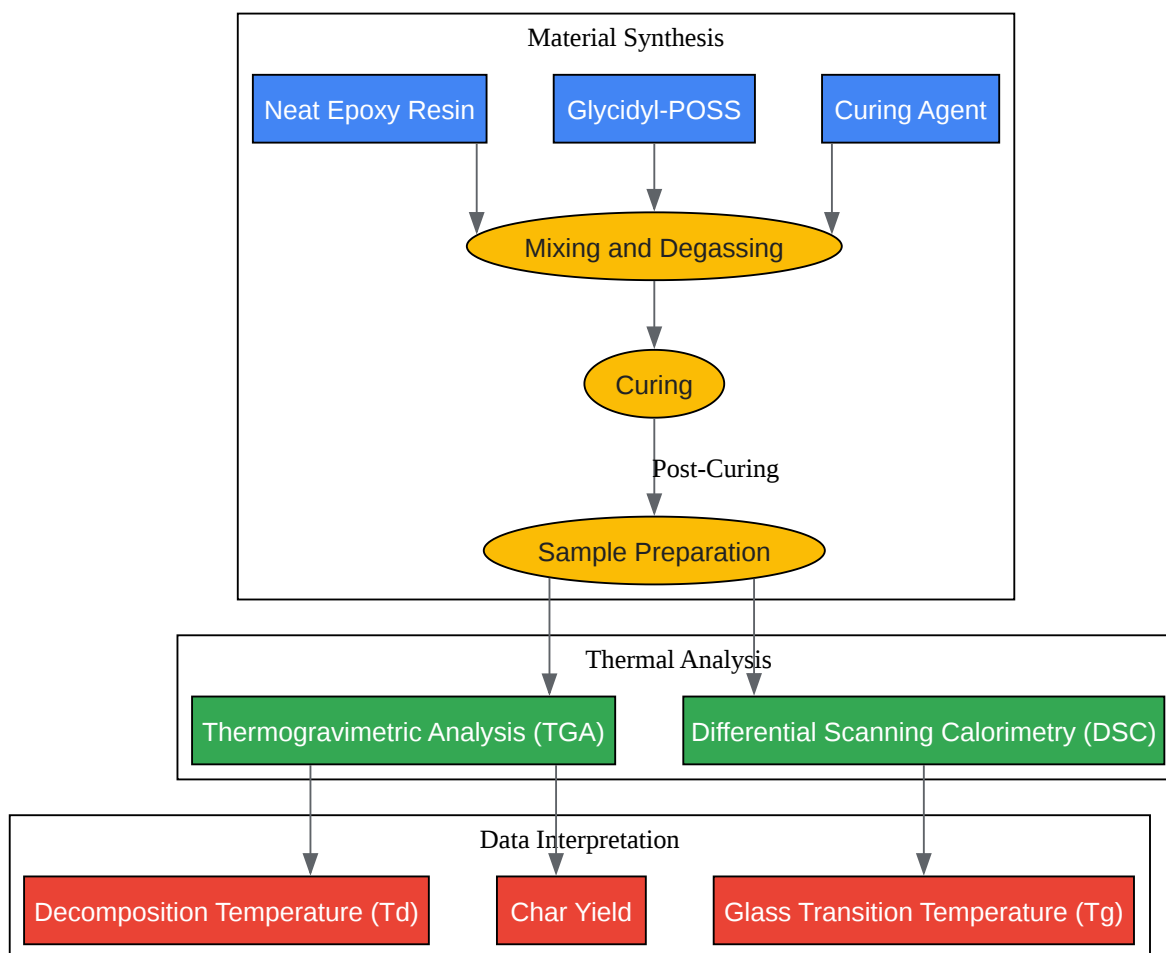 Material Synthesis
Neat Epoxy Resin
Glycidyl-POSS
Curing Agent
Mixing and Degassing
Curing
Post-Curing
Sample Preparation
Thermal Analysis
Thermogravimetric Analysis (TGA)
Differential Scanning Calorimetry (DSC)
Data Interpretation
Decomposition Temperature (Td)
Char Yield
Glass Transition Temperature (Tg)